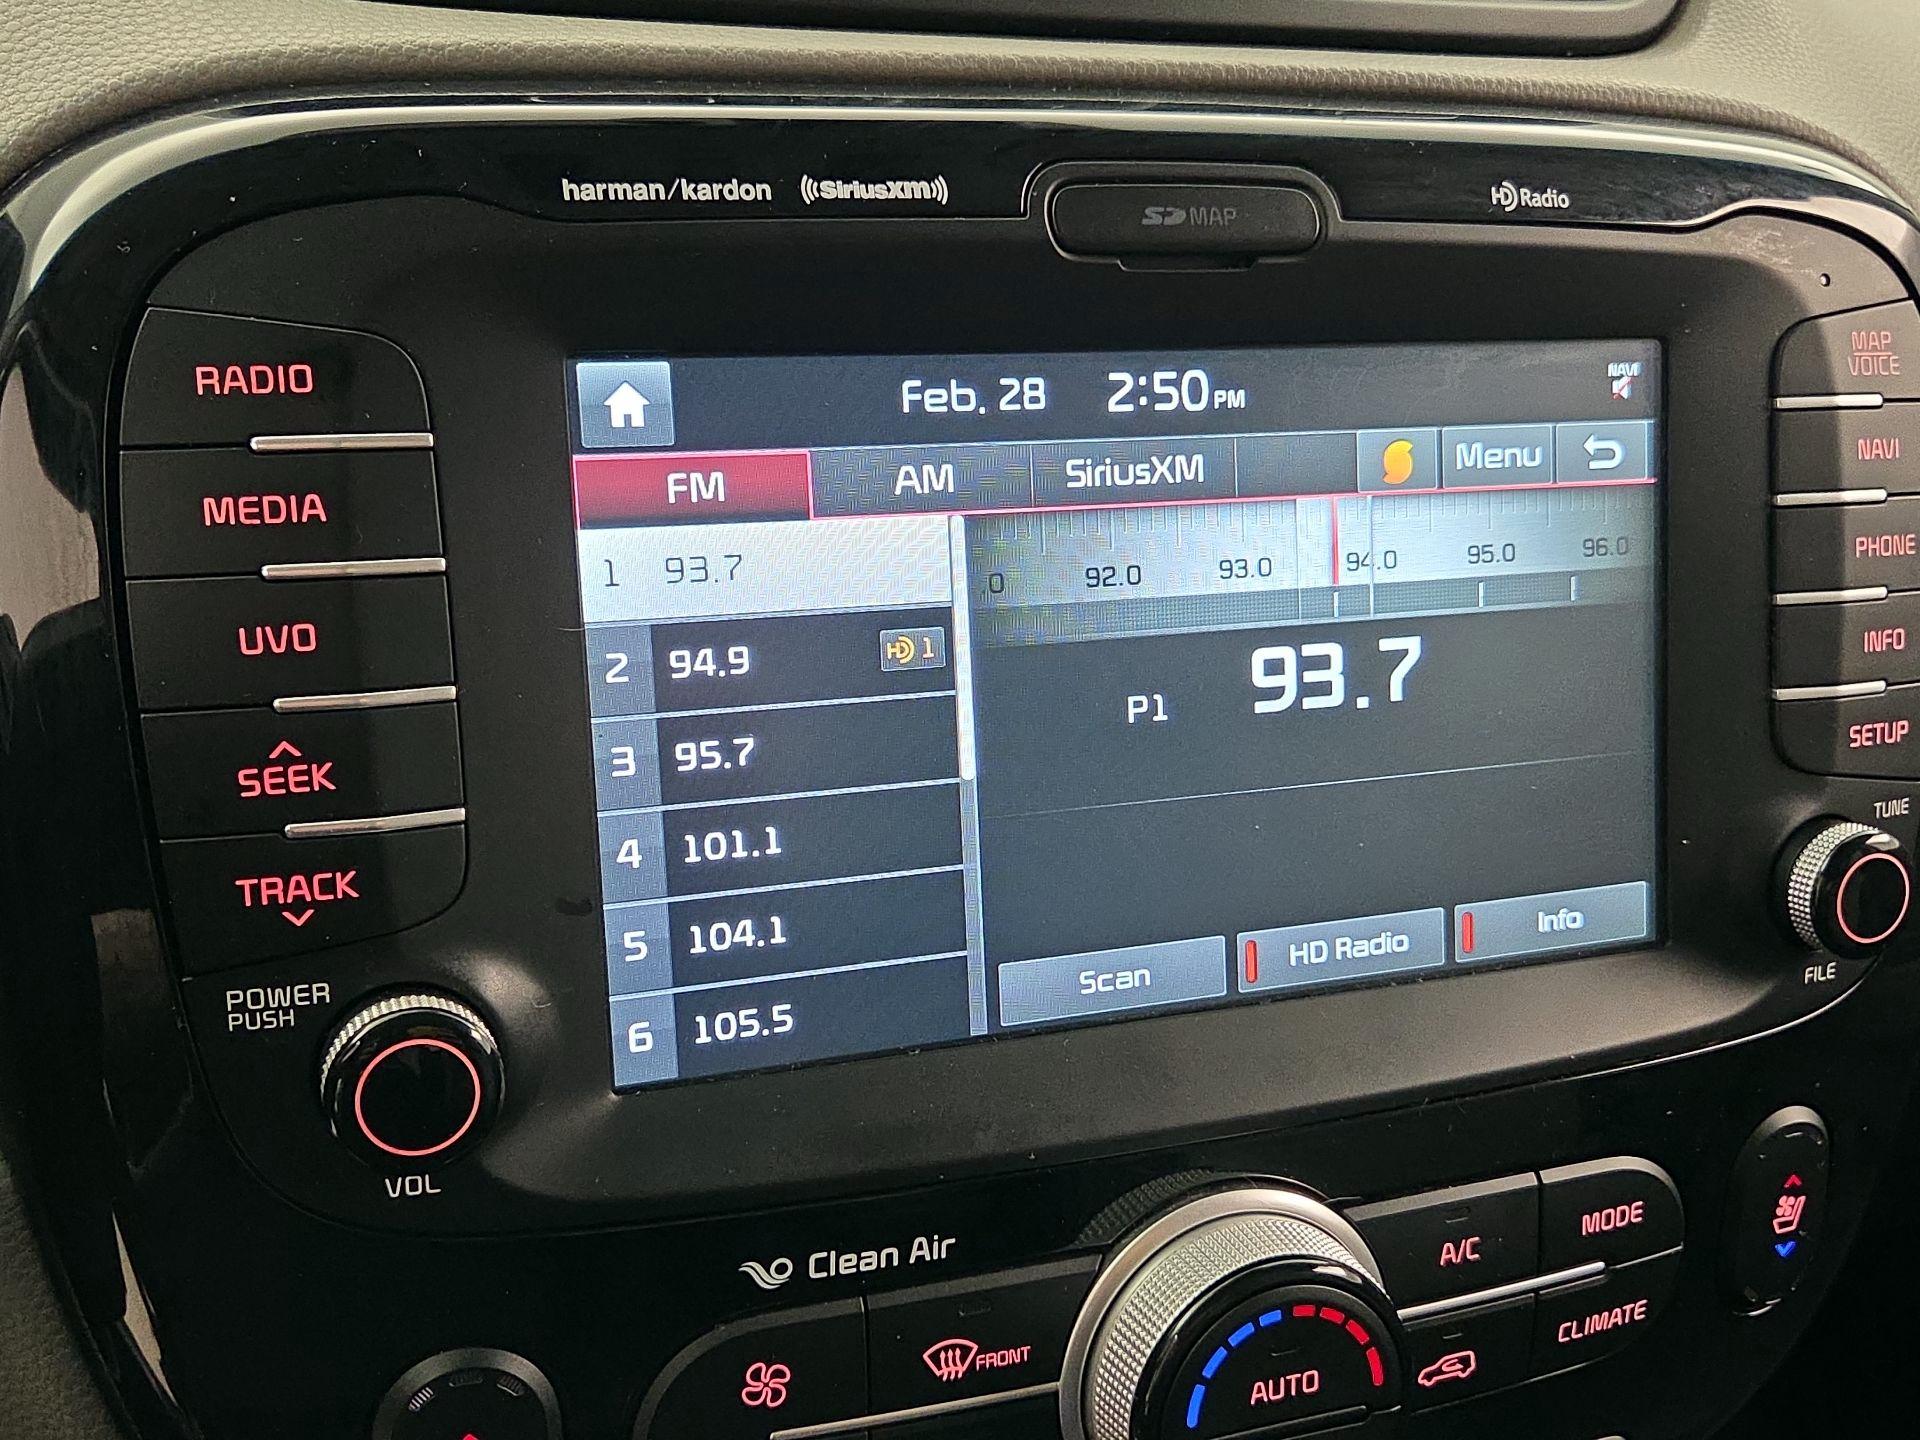 harman/kardon ((SiriusXM)) SD MAP HD Radio
RADIO
MEDIA
UVO
SEEK
TRACK
POWER
PUSH
VOL
Feb. 28 2:50 PM NAVI
FM AM SiriusXM Menu
1 93.7
2 94.9 HD 1
3 95.7
4 101.1
5 104.1
6 105.5
.0 92.0 93.0 94.0 95.0 96.0
P1 93.7
Scan HD Radio Info
MAP
VOICE
NAVI
PHONE
INFO
SETUP
TUNE
FILE
Clean Air
FRONT
AUTO
A/C
MODE
CLIMATE